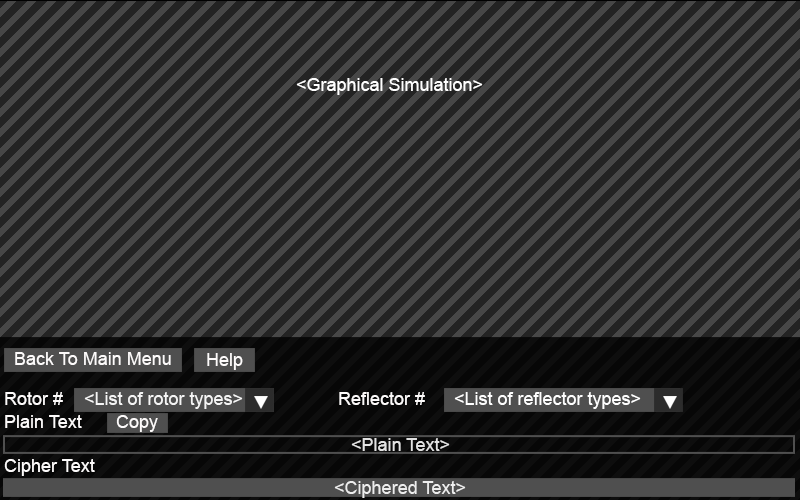 <Graphical Simulation>
Back To Main Menu Help
Rotor # <List of rotor types> Reflector # <List of reflector types>
Plain Text Copy
<Plain Text>
Cipher Text
<Ciphered Text>